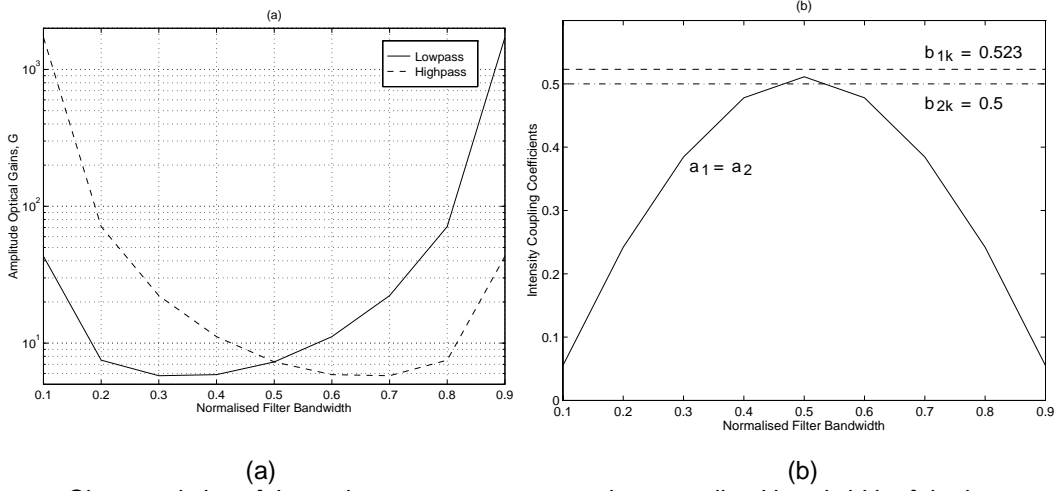 (a)
Amplitude Optical Gains, G
10^3
10^2
10^1
Lowpass
Highpass
0.1 0.2 0.3 0.4 0.5 0.6 0.7 0.8 0.9
Normalised Filter Bandwidth
(a)
(b)
Intensity Coupling Coefficients
0.5
0.4
0.3
0.2
0.1
0
b1k = 0.523
b2k = 0.5
a1 = a2
0.1 0.2 0.3 0.4 0.5 0.6 0.7 0.8 0.9
Normalised Filter Bandwidth
(b)